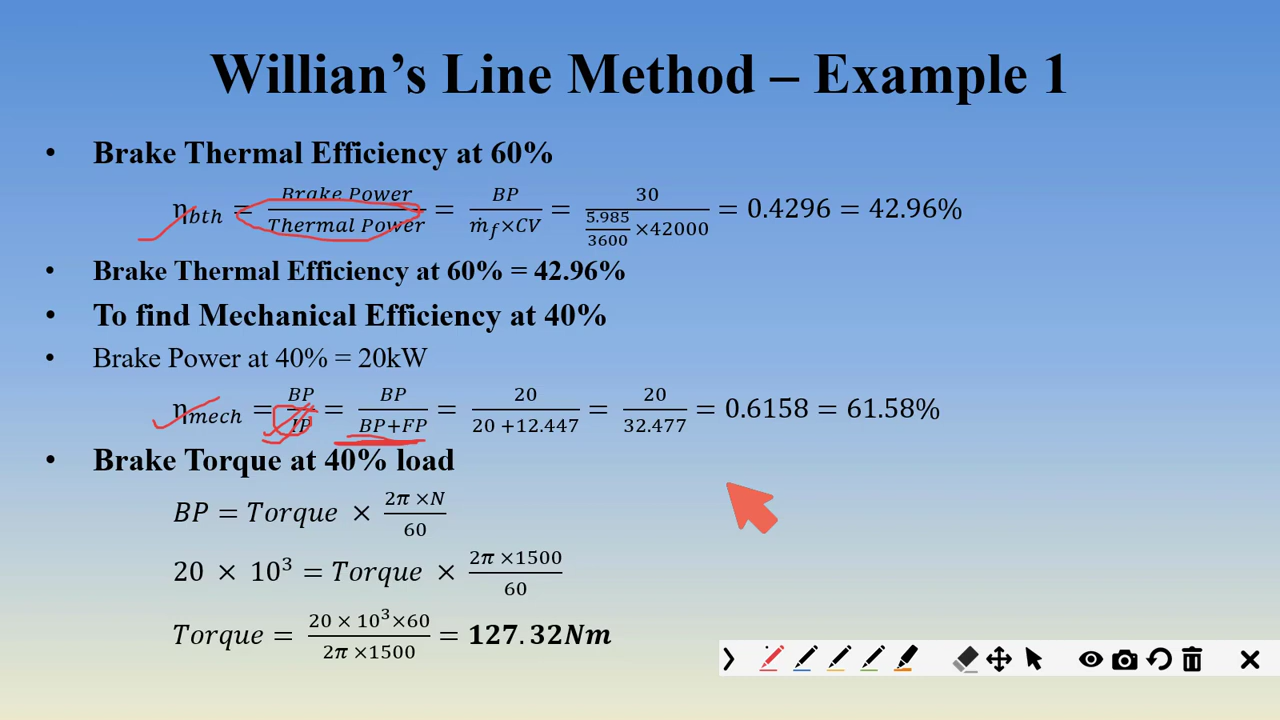 Willian's Line Method – Example 1
• Brake Thermal Efficiency at 60%
η_bth = Brake Power / Thermal Power = BP / ṁ_f×CV = 30 / (5.985/3600 ×42000) = 0.4296 = 42.96%
• Brake Thermal Efficiency at 60% = 42.96%
• To find Mechanical Efficiency at 40%
• Brake Power at 40% = 20kW
η_mech = BP / IP = BP / BP+FP = 20 / 20 +12.447 = 20 / 32.477 = 0.6158 = 61.58%
• Brake Torque at 40% load
BP = Torque × 2π ×N / 60
20 × 10³ = Torque × 2π ×1500 / 60
Torque = 20 × 10³×60 / 2π ×1500 = 127.32Nm